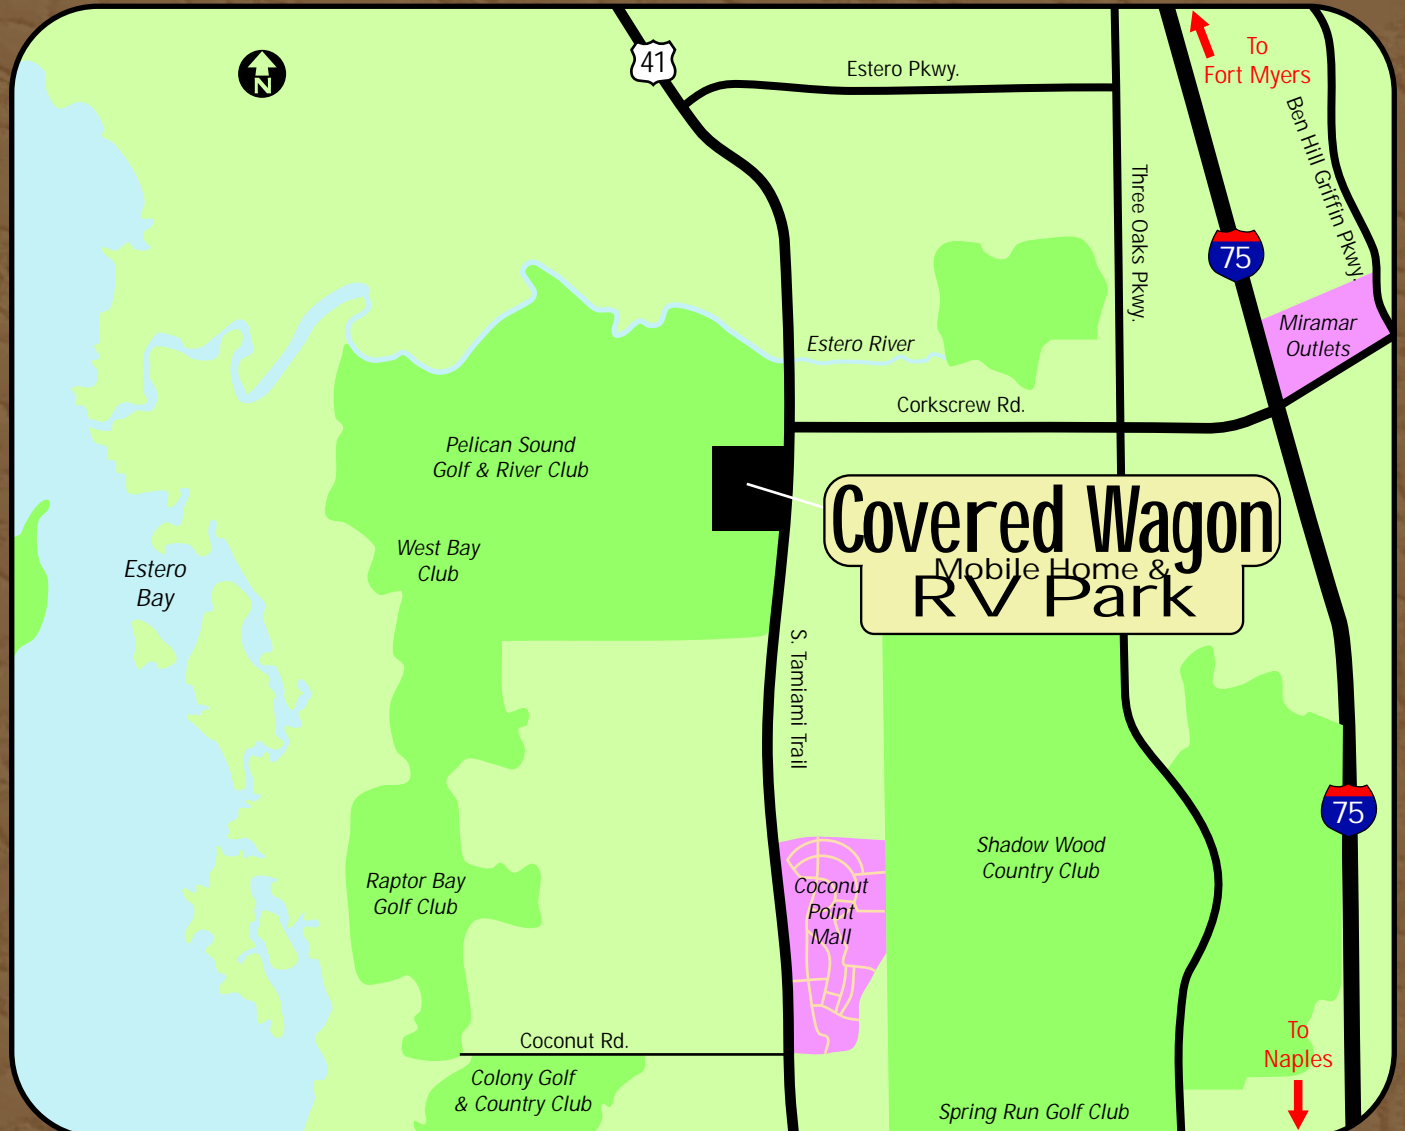 N
41
Estero Pkwy.
To
Fort Myers
Ben Hill Griffin Pkwy.
Three Oaks Pkwy.
75
Miramar
Outlets
Estero River
Corkscrew Rd.
Pelican Sound
Golf & River Club
Covered Wagon
Mobile Home &
RV Park
West Bay
Club
Estero
Bay
S. Tamiami Trail
75
Shadow Wood
Country Club
Raptor Bay
Golf Club
Coconut
Point
Mall
Coconut Rd.
To
Naples
Colony Golf
& Country Club
Spring Run Golf Club